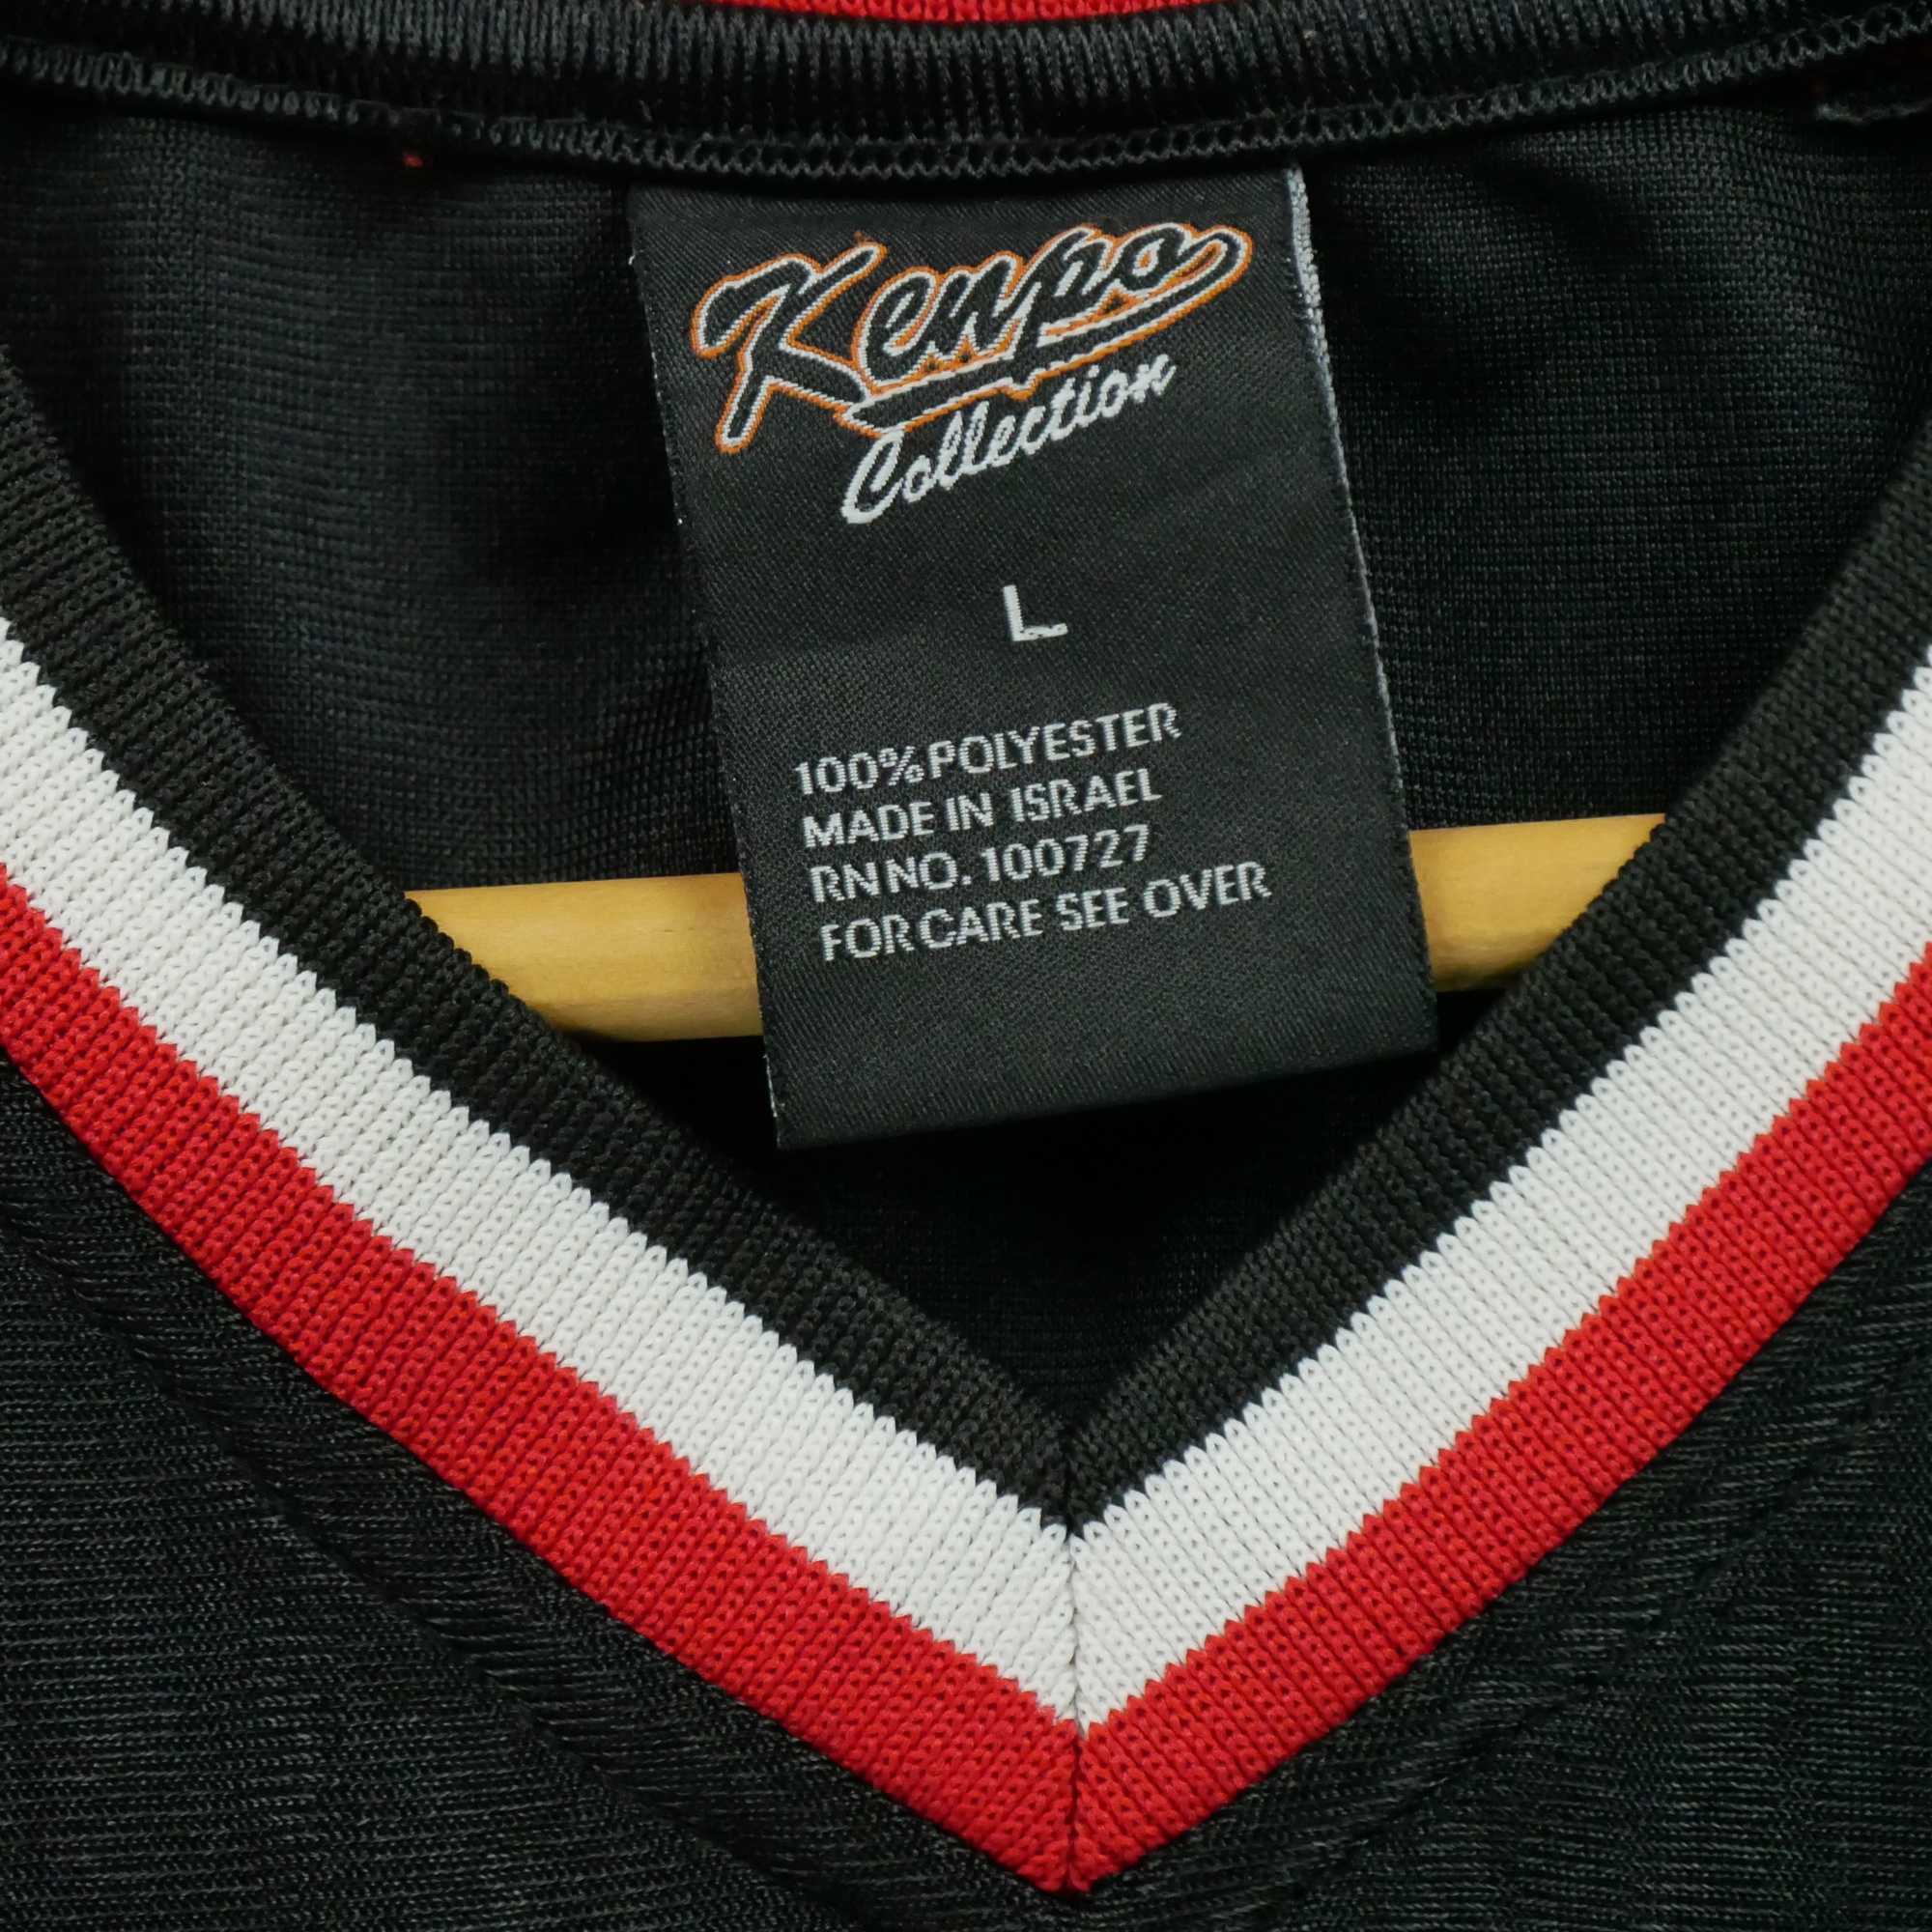 Kenpo
Collection
L
100% POLYESTER
MADE IN ISRAEL
RN NO. 100727
FOR CARE SEE OVER